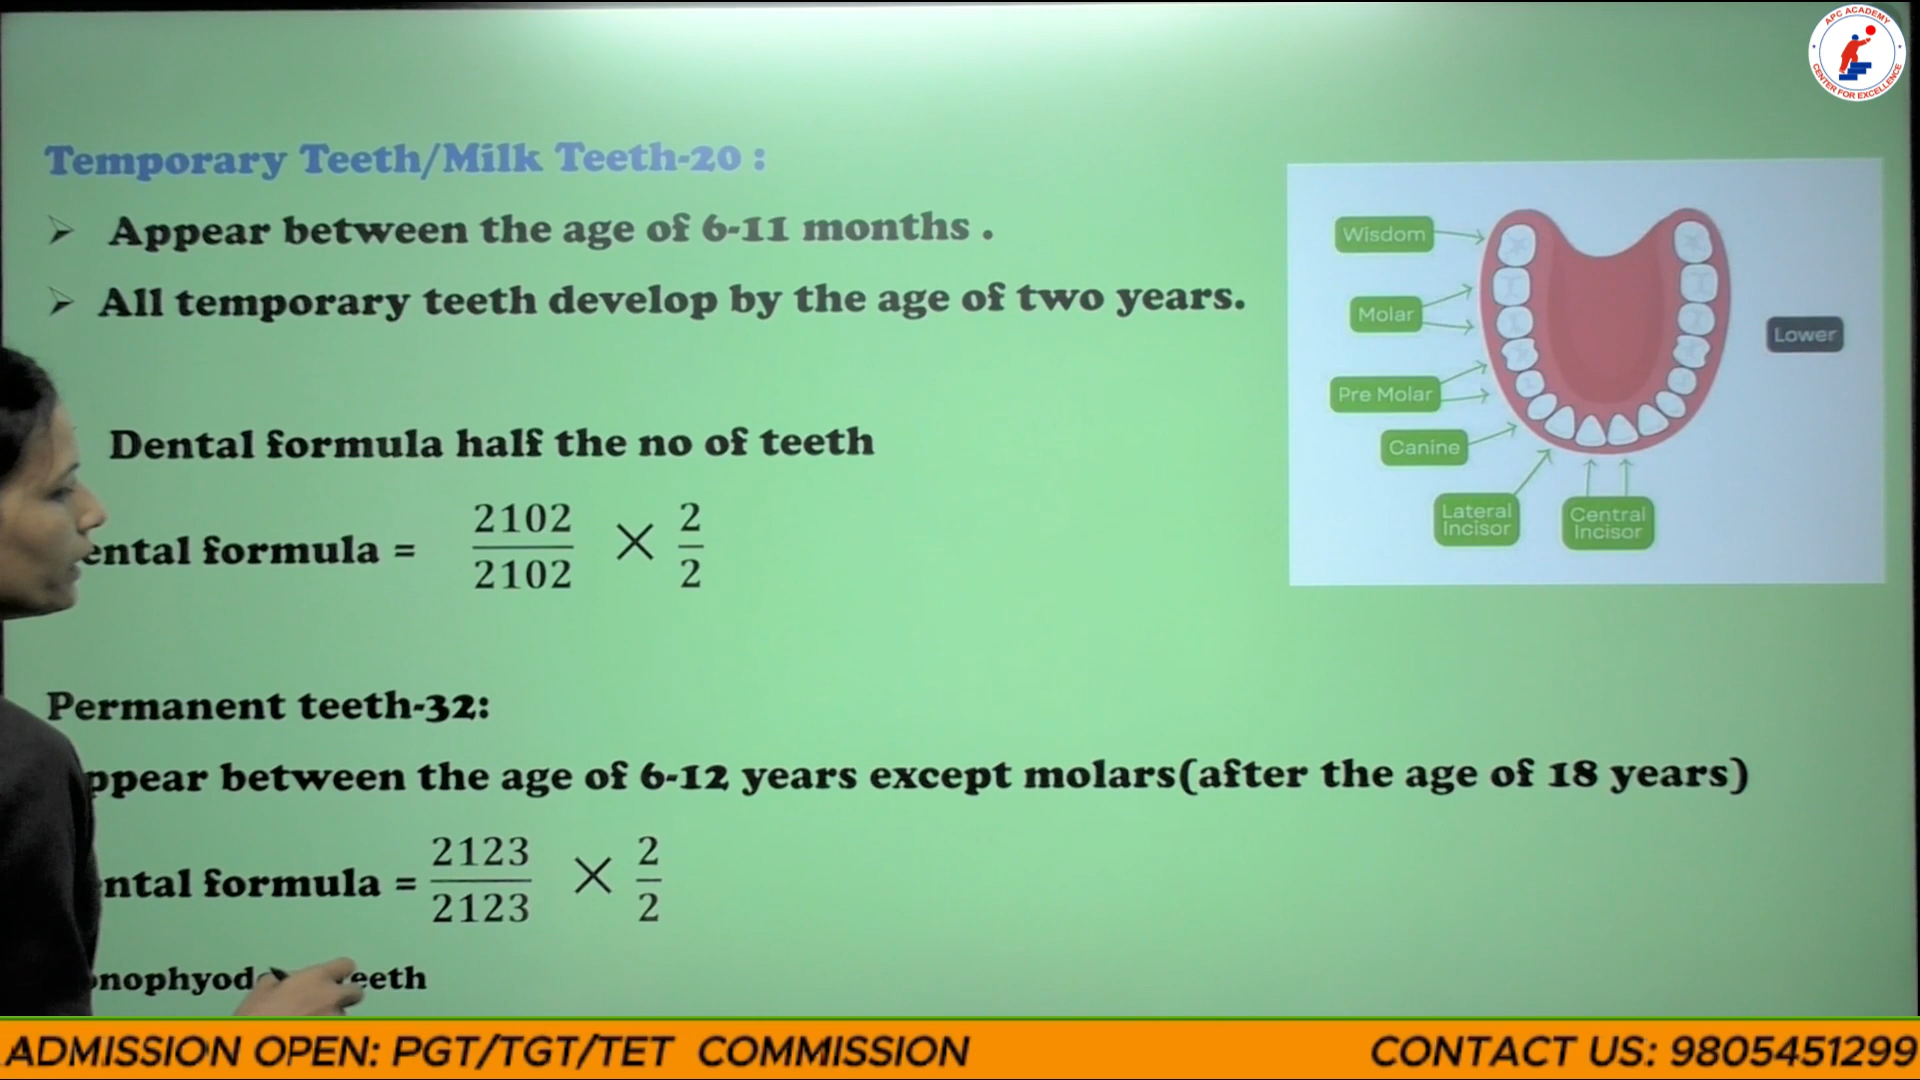 APC ACADEMY
CENTER FOR EXCELLENCE
Temporary Teeth/Milk Teeth-20 :
➢ Appear between the age of 6-11 months .
➢ All temporary teeth develop by the age of two years.
Dental formula half the no of teeth
ental formula = 2102/2102 × 2/2
Permanent teeth-32:
ppear between the age of 6-12 years except molars(after the age of 18 years)
ntal formula = 2123/2123 × 2/2
nophyod eeth
Wisdom
Molar
Lower
Pre Molar
Canine
Lateral
Incisor
Central
Incisor
ADMISSION OPEN: PGT/TGT/TET COMMISSION
CONTACT US: 9805451299